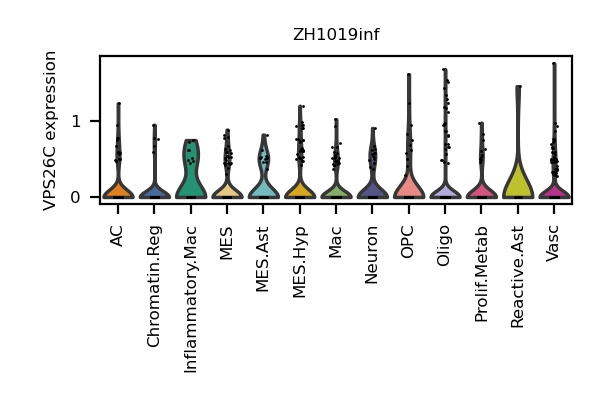 ZH1019inf
VPS26C expression
1
0
AC
Chromatin.Reg
Inflammatory.Mac
MES
MES.Ast
MES.Hyp
Mac
Neuron
OPC
Oligo
Prolif.Metab
Reactive.Ast
Vasc